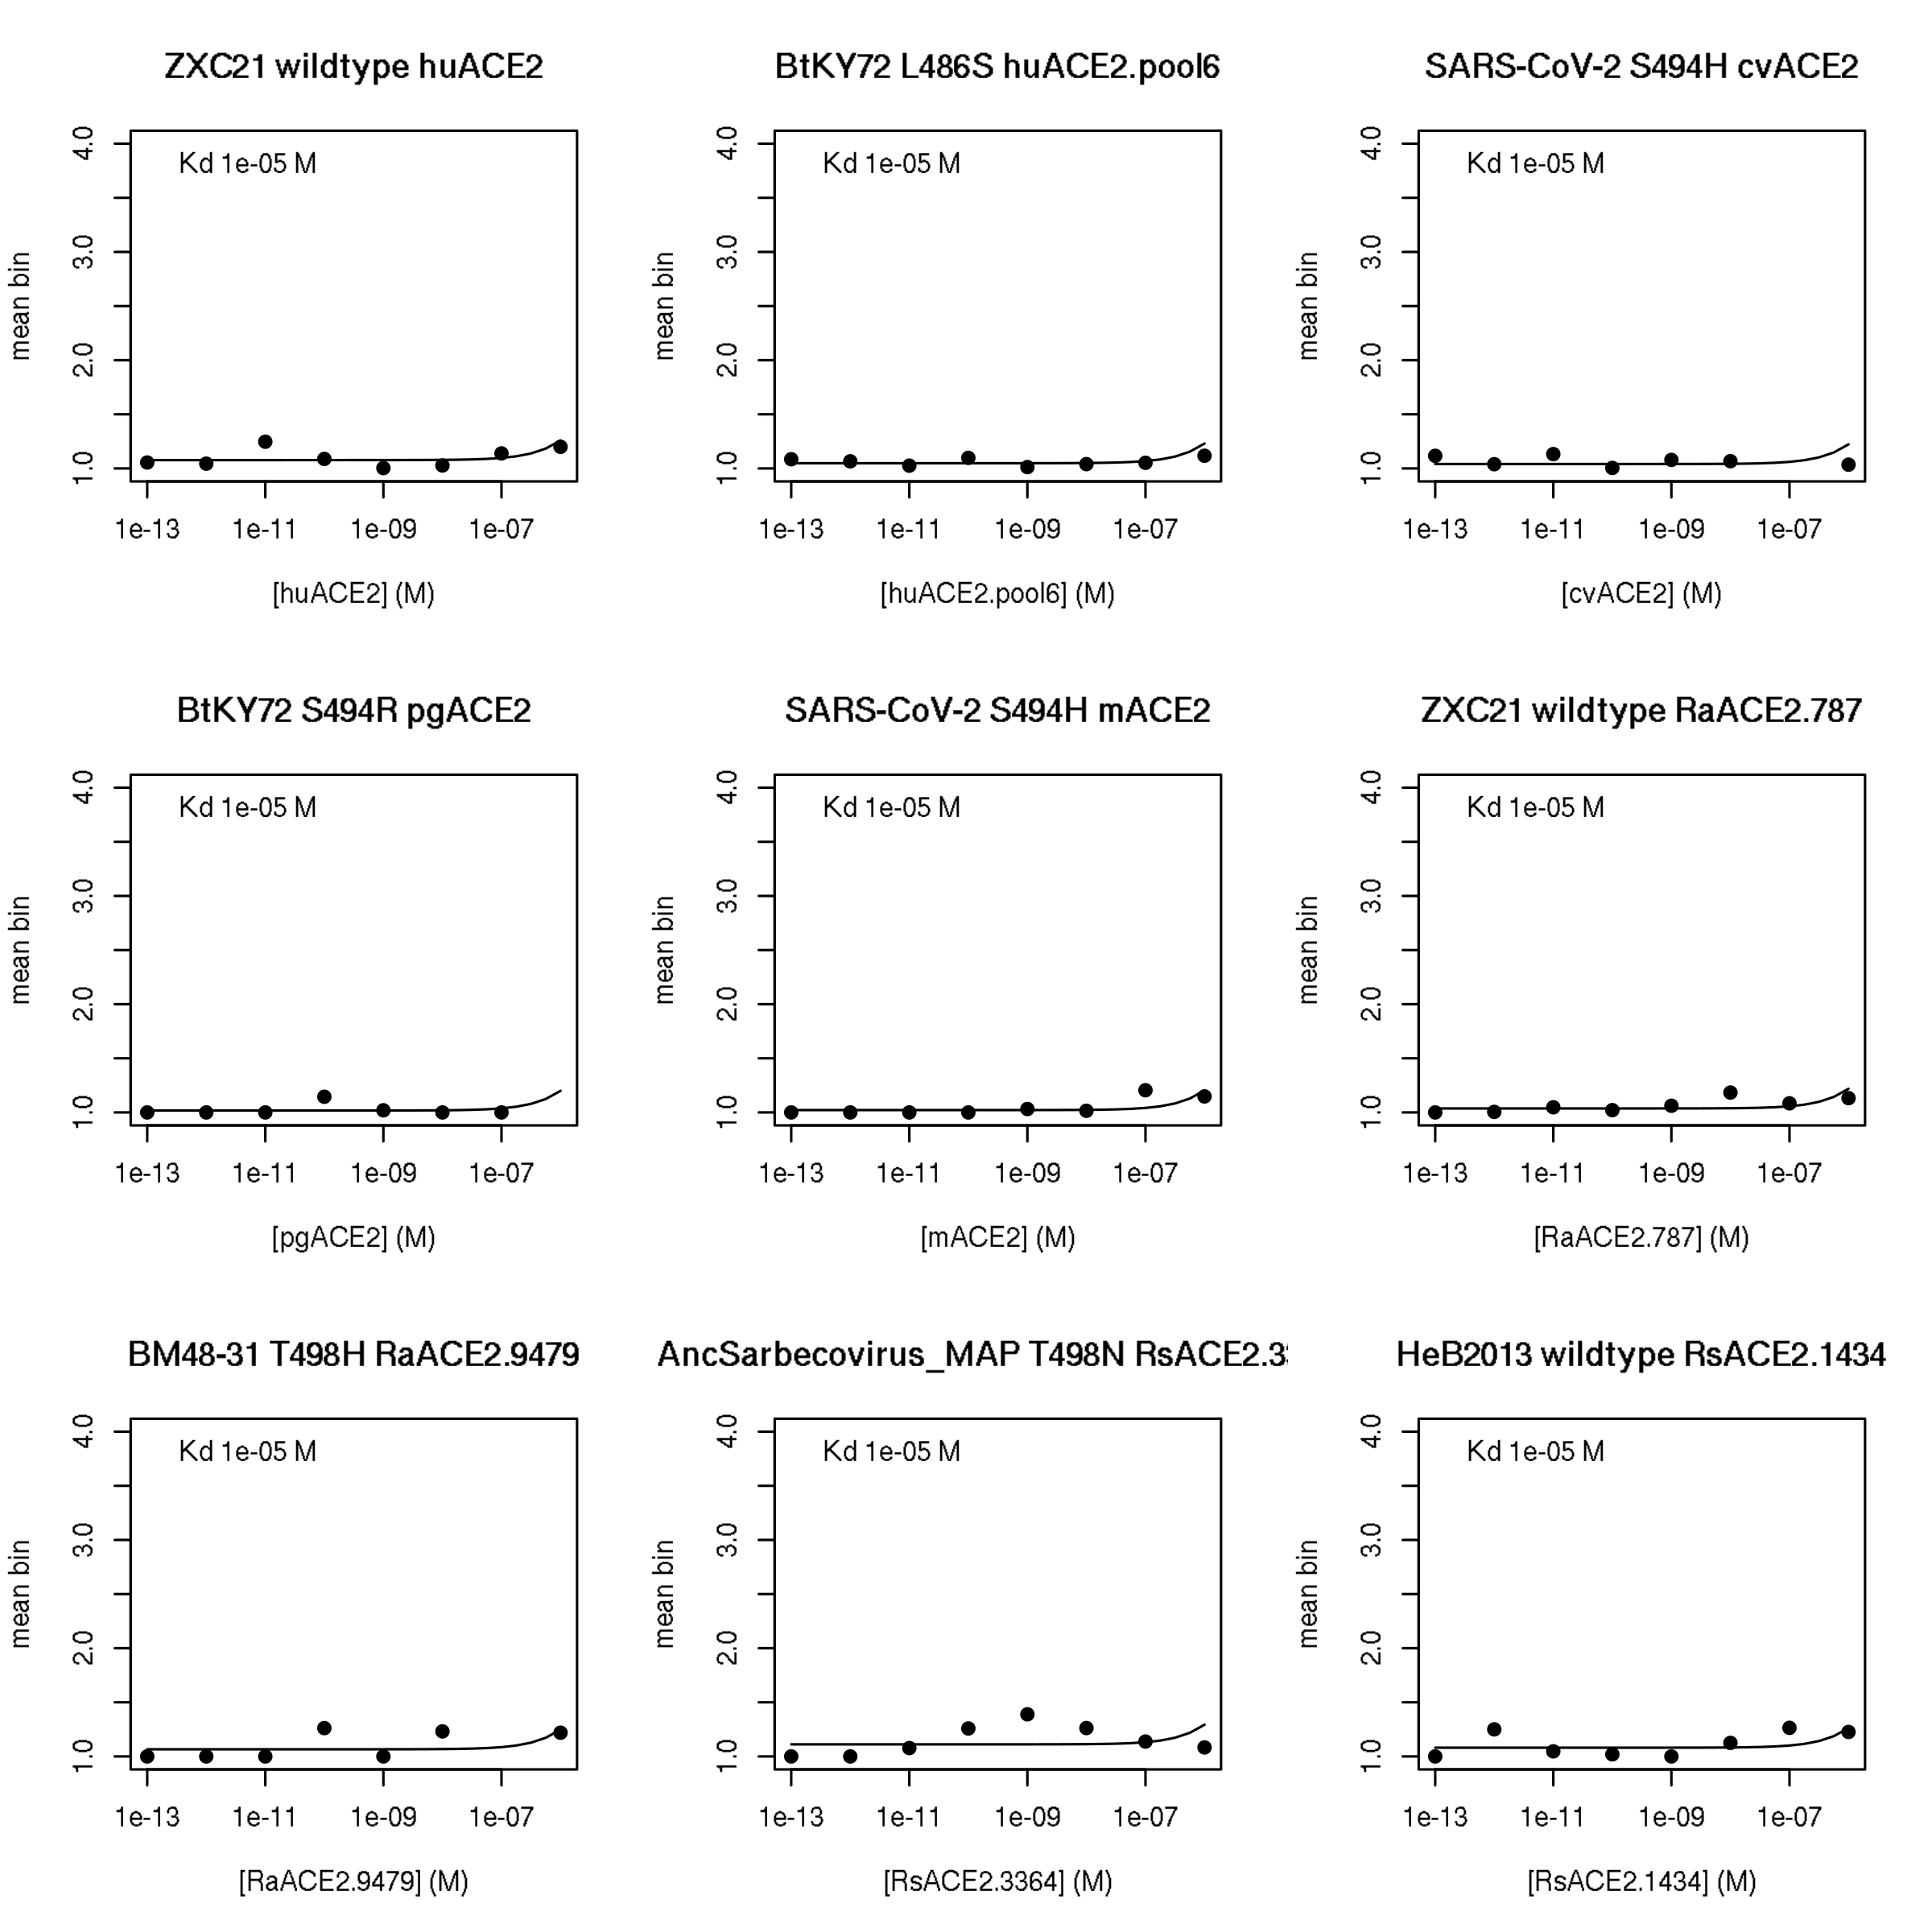 ZXC21 wildtype huACE2
mean bin
4.0
3.0
2.0
1.0
Kd 1e-05 M
1e-13 1e-11 1e-09 1e-07
[huACE2] (M)
BtKY72 L486S huACE2.pool6
mean bin
4.0
3.0
2.0
1.0
Kd 1e-05 M
1e-13 1e-11 1e-09 1e-07
[huACE2.pool6] (M)
SARS-CoV-2 S494H cvACE2
mean bin
4.0
3.0
2.0
1.0
Kd 1e-05 M
1e-13 1e-11 1e-09 1e-07
[cvACE2] (M)
BtKY72 S494R pgACE2
mean bin
4.0
3.0
2.0
1.0
Kd 1e-05 M
1e-13 1e-11 1e-09 1e-07
[pgACE2] (M)
SARS-CoV-2 S494H mACE2
mean bin
4.0
3.0
2.0
1.0
Kd 1e-05 M
1e-13 1e-11 1e-09 1e-07
[mACE2] (M)
ZXC21 wildtype RaACE2.787
mean bin
4.0
3.0
2.0
1.0
Kd 1e-05 M
1e-13 1e-11 1e-09 1e-07
[RaACE2.787] (M)
BM48-31 T498H RaACE2.9479
mean bin
4.0
3.0
2.0
1.0
Kd 1e-05 M
1e-13 1e-11 1e-09 1e-07
[RaACE2.9479] (M)
AncSarbecovirus_MAP T498N RsACE2.3
mean bin
4.0
3.0
2.0
1.0
Kd 1e-05 M
1e-13 1e-11 1e-09 1e-07
[RsACE2.3364] (M)
HeB2013 wildtype RsACE2.1434
mean bin
4.0
3.0
2.0
1.0
Kd 1e-05 M
1e-13 1e-11 1e-09 1e-07
[RsACE2.1434] (M)